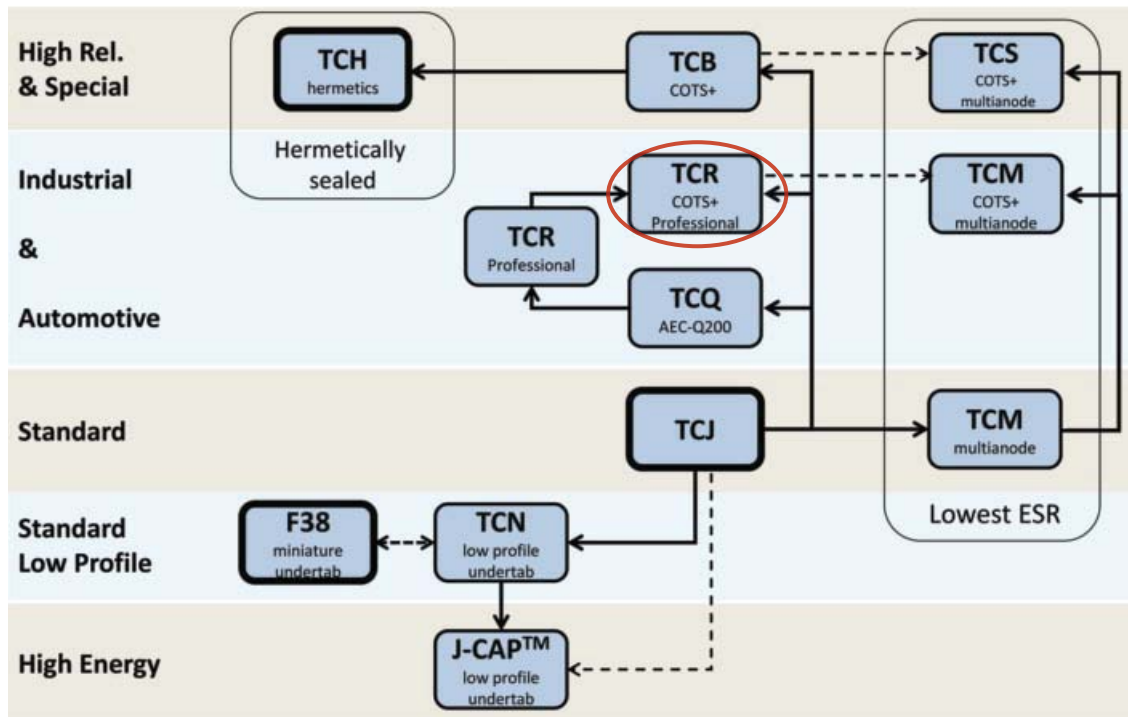 High Rel.
& Special
TCH
hermetics
Hermetically
sealed
TCB
COTS+
TCS
COTS+
multianode
Industrial
&
Automotive
TCR
COTS+
Professional
TCM
COTS+
multianode
TCR
Professional
TCQ
AEC-Q200
Standard
TCJ
TCM
multianode
Lowest ESR
Standard
Low Profile
F38
miniature
undertab
TCN
low profile
undertab
High Energy
J-CAP™
low profile
undertab